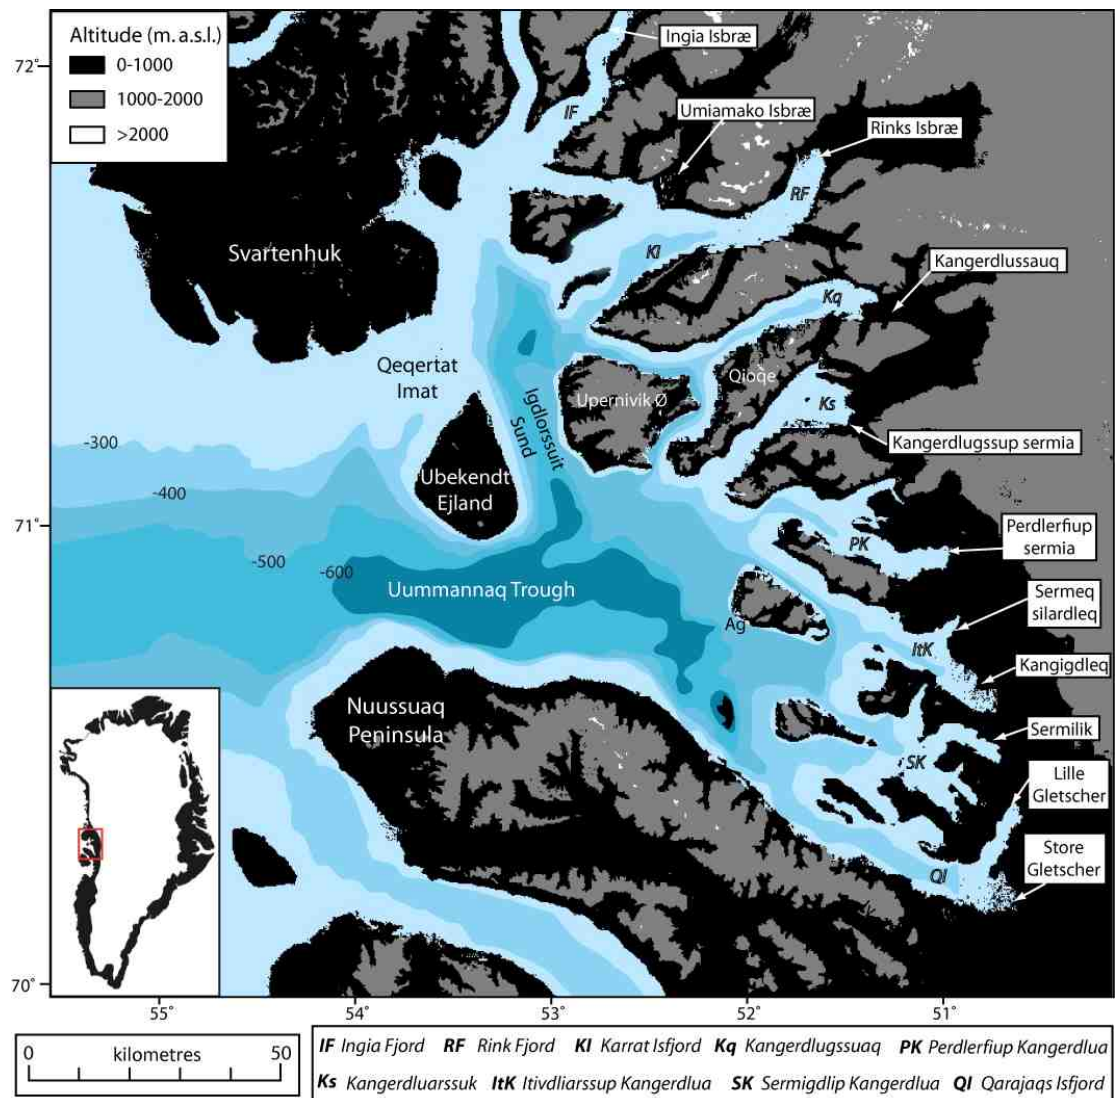 Altitude (m. a.s.l.)
0-1000
1000-2000
>2000
72°
71°
70°
Ingia Isbræ
IF
Umiamako Isbræ
Rinks Isbræ
RF
Svartenhuk
KI
Kangerdlussauq
Kq
Qeqertat
Imat
Igdlorssuit
Sund
Upernivik Ø
Qioqe
Ks
Kangerdlugssup sermia
-300
-400
-500
-600
Ubekendt
Ejland
Perdlerfiup
sermia
PK
Uummannaq Trough
Ag
Sermeq
silardleq
ItK
Kangigdleq
Nuussuaq
Peninsula
Sermilik
SK
Lille
Gletscher
Store
Gletscher
QI
55°
54°
53°
52°
51°
0 kilometres 50
IF Ingia Fjord RF Rink Fjord KI Karrat Isfjord Kq Kangerdlugssuaq PK Perdlerfiup Kangerdlua
Ks Kangerdluarssuk ItK Itivdliarssup Kangerdlua SK Sermigdlip Kangerdlua QI Qarajaqs Isfjord